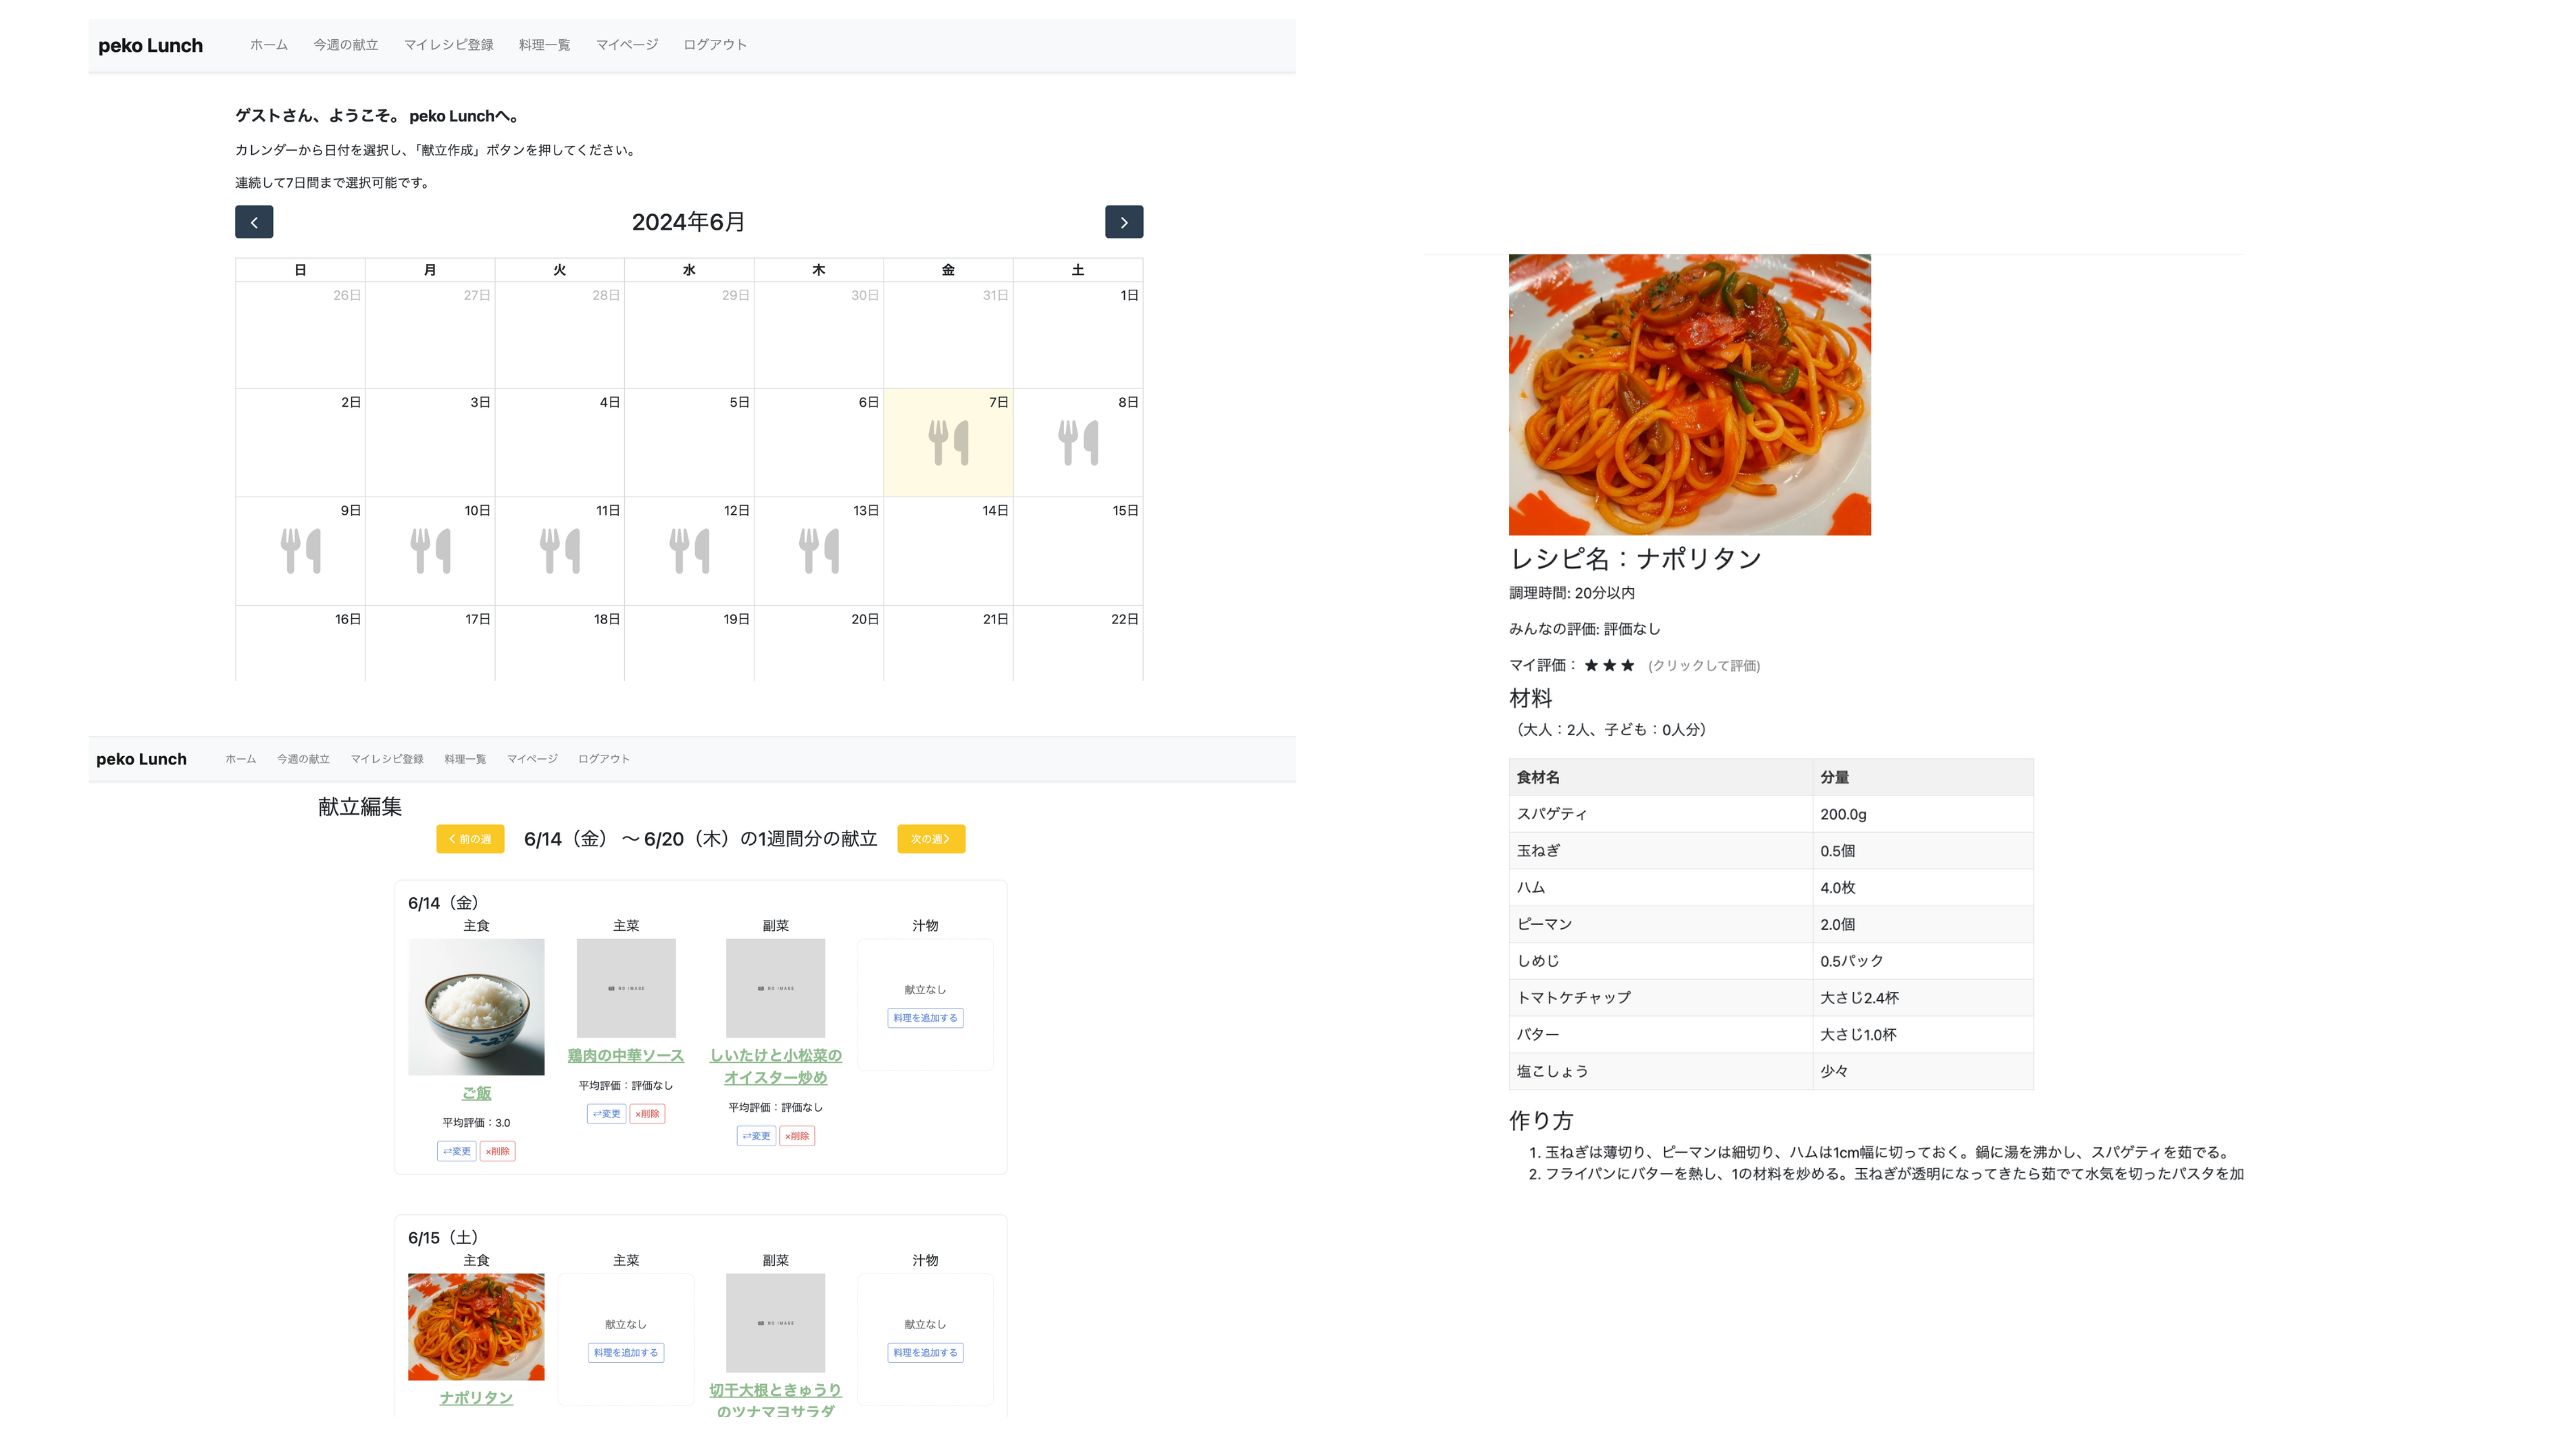 peko Lunch ホーム 今週の献立 マイレシピ登録 料理一覧 マイページ ログアウト
ゲストさん、ようこそ。 peko Lunchへ。
カレンダーから日付を選択し、「献立作成」ボタンを押してください。
連続して7日間まで選択可能です。
2024年6月
日 月 火 水 木 金 土
26日 27日 28日 29日 30日 31日 1日
2日 3日 4日 5日 6日 7日 8日
9日 10日 11日 12日 13日 14日 15日
16日 17日 18日 19日 20日 21日 22日
peko Lunch ホーム 今週の献立 マイレシピ登録 料理一覧 マイページ ログアウト
献立編集
前の週 6/14（金）～ 6/20（木）の1週間分の献立 次の週
6/14（金）
主食 主菜 副菜 汁物
NO IMAGE NO IMAGE 献立なし
料理を追加する
ご飯
平均評価：3.0
⇄変更 ×削除
鶏肉の中華ソース
平均評価：評価なし
⇄変更 ×削除
しいたけと小松菜の
オイスター炒め
平均評価：評価なし
⇄変更 ×削除
6/15（土）
主食 主菜 副菜 汁物
献立なし NO IMAGE 献立なし
料理を追加する 料理を追加する
ナポリタン
切干大根ときゅうり
のツナマヨサラダ
レシピ名：ナポリタン
調理時間: 20分以内
みんなの評価: 評価なし
マイ評価： ★ ★ ★ (クリックして評価)
材料
（大人：2人、子ども：0人分）
食材名 分量
スパゲティ 200.0g
玉ねぎ 0.5個
ハム 4.0枚
ピーマン 2.0個
しめじ 0.5パック
トマトケチャップ 大さじ2.4杯
バター 大さじ1.0杯
塩こしょう 少々
作り方
1. 玉ねぎは薄切り、ピーマンは細切り、ハムは1cm幅に切っておく。鍋に湯を沸かし、スパゲティを茹でる。
2. フライパンにバターを熱し、1の材料を炒める。玉ねぎが透明になってきたら茹でて水気を切ったパスタを加